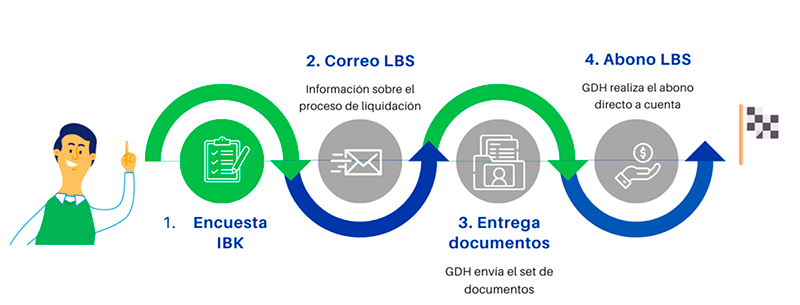 1. Encuesta
IBK
2. Correo LBS
Información sobre el
proceso de liquidación
3. Entrega
documentos
GDH envía el set de
documentos
4. Abono LBS
GDH realiza el abono
directo a cuenta